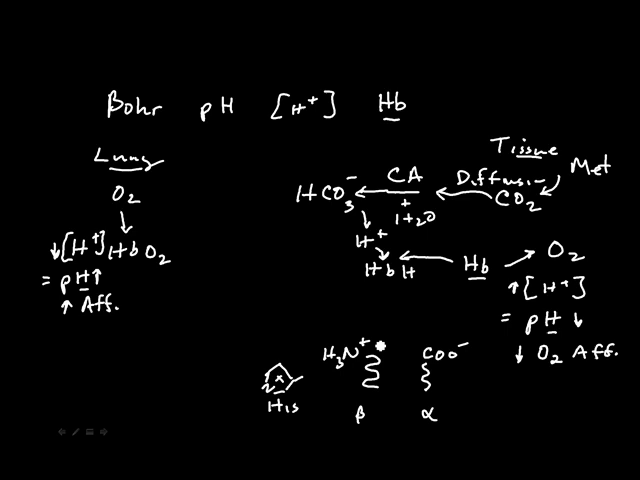 Bohr pH [H+] Hb
Lung
O2
↓[H+] HbO2
= pH↑
↑ Aff.
Tissue
Met
CA
Diffusi-
HCO3-
CO2
+
H2O
H+
HbH
Hb
O2
↑[H+]
= pH ↓
↓ O2 Aff.
H3N+
COO-
His
β
α